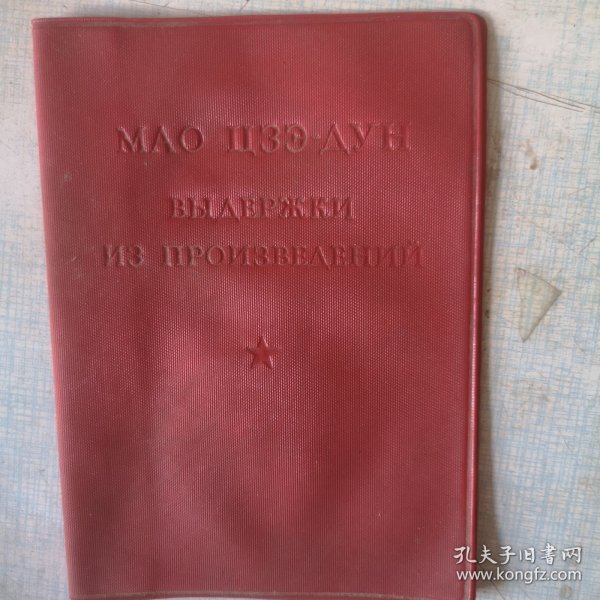 МАО ЦЗЭ-ДУН
ВЫДЕРЖКИ
ИЗ ПРОИЗВЕДЕНИЙ
孔夫子旧书网
www.kongfz.com